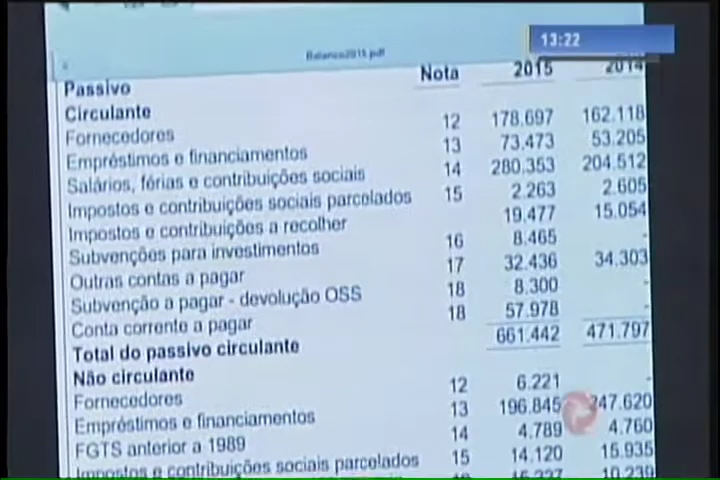 13:22
Balanco2015.pdf
Nota 2015 2014
Passivo
Circulante
Fornecedores 12 178.697 162.118
Empréstimos e financiamentos 13 73.473 53.205
Salários, férias e contribuições sociais 14 280.353 204.512
Impostos e contribuições sociais parcelados 15 2.263 2.605
Impostos e contribuições a recolher 19.477 15.054
Subvenções para investimentos 16 8.465 -
Outras contas a pagar 17 32.436 34.303
Subvenção a pagar - devolução OSS 18 8.300 -
Conta corrente a pagar 18 57.978 -
Total do passivo circulante 661.442 471.797
Não circulante
Fornecedores 12 6.221 -
Empréstimos e financiamentos 13 196.845 247.620
FGTS anterior a 1989 14 4.789 4.760
Impostos e contribuições sociais parcelados 15 14.120 15.935
10.239